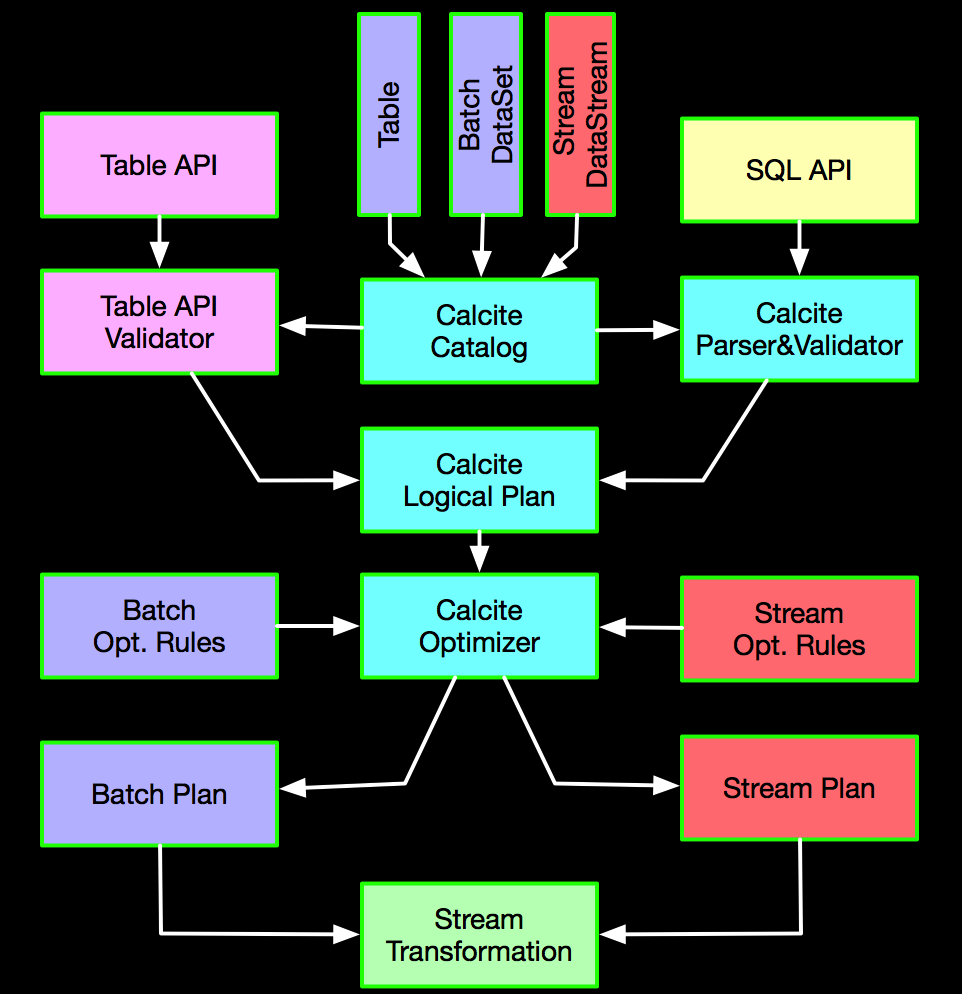 Table
Batch
DataSet
Stream
DataStream
Table API
SQL API
Table API
Validator
Calcite
Catalog
Calcite
Parser&Validator
Calcite
Logical Plan
Batch
Opt. Rules
Calcite
Optimizer
Stream
Opt. Rules
Batch Plan
Stream Plan
Stream
Transformation